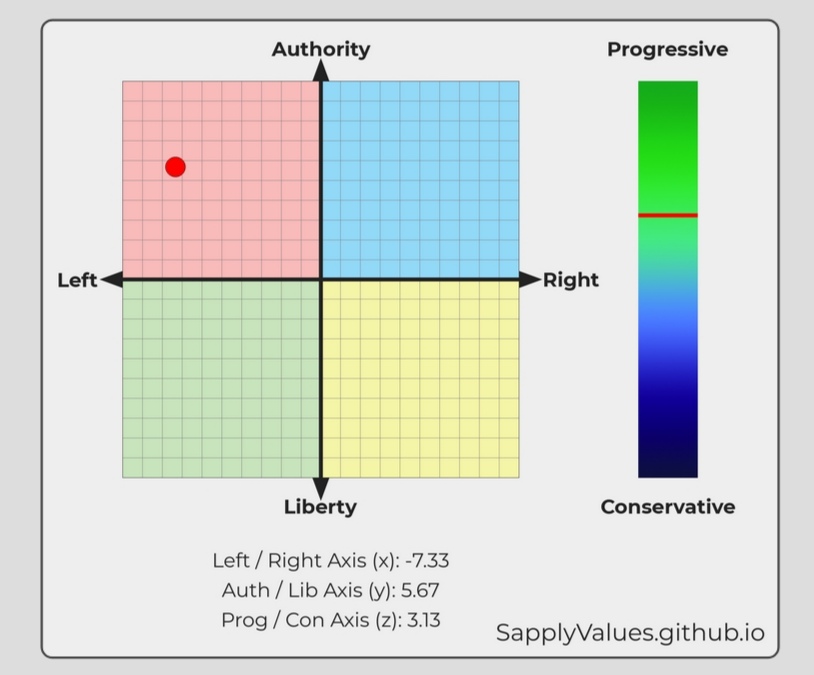 Authority
Progressive
Left
Right
Liberty
Conservative
Left / Right Axis (x): -7.33
Auth / Lib Axis (y): 5.67
Prog / Con Axis (z): 3.13
SapplyValues.github.io